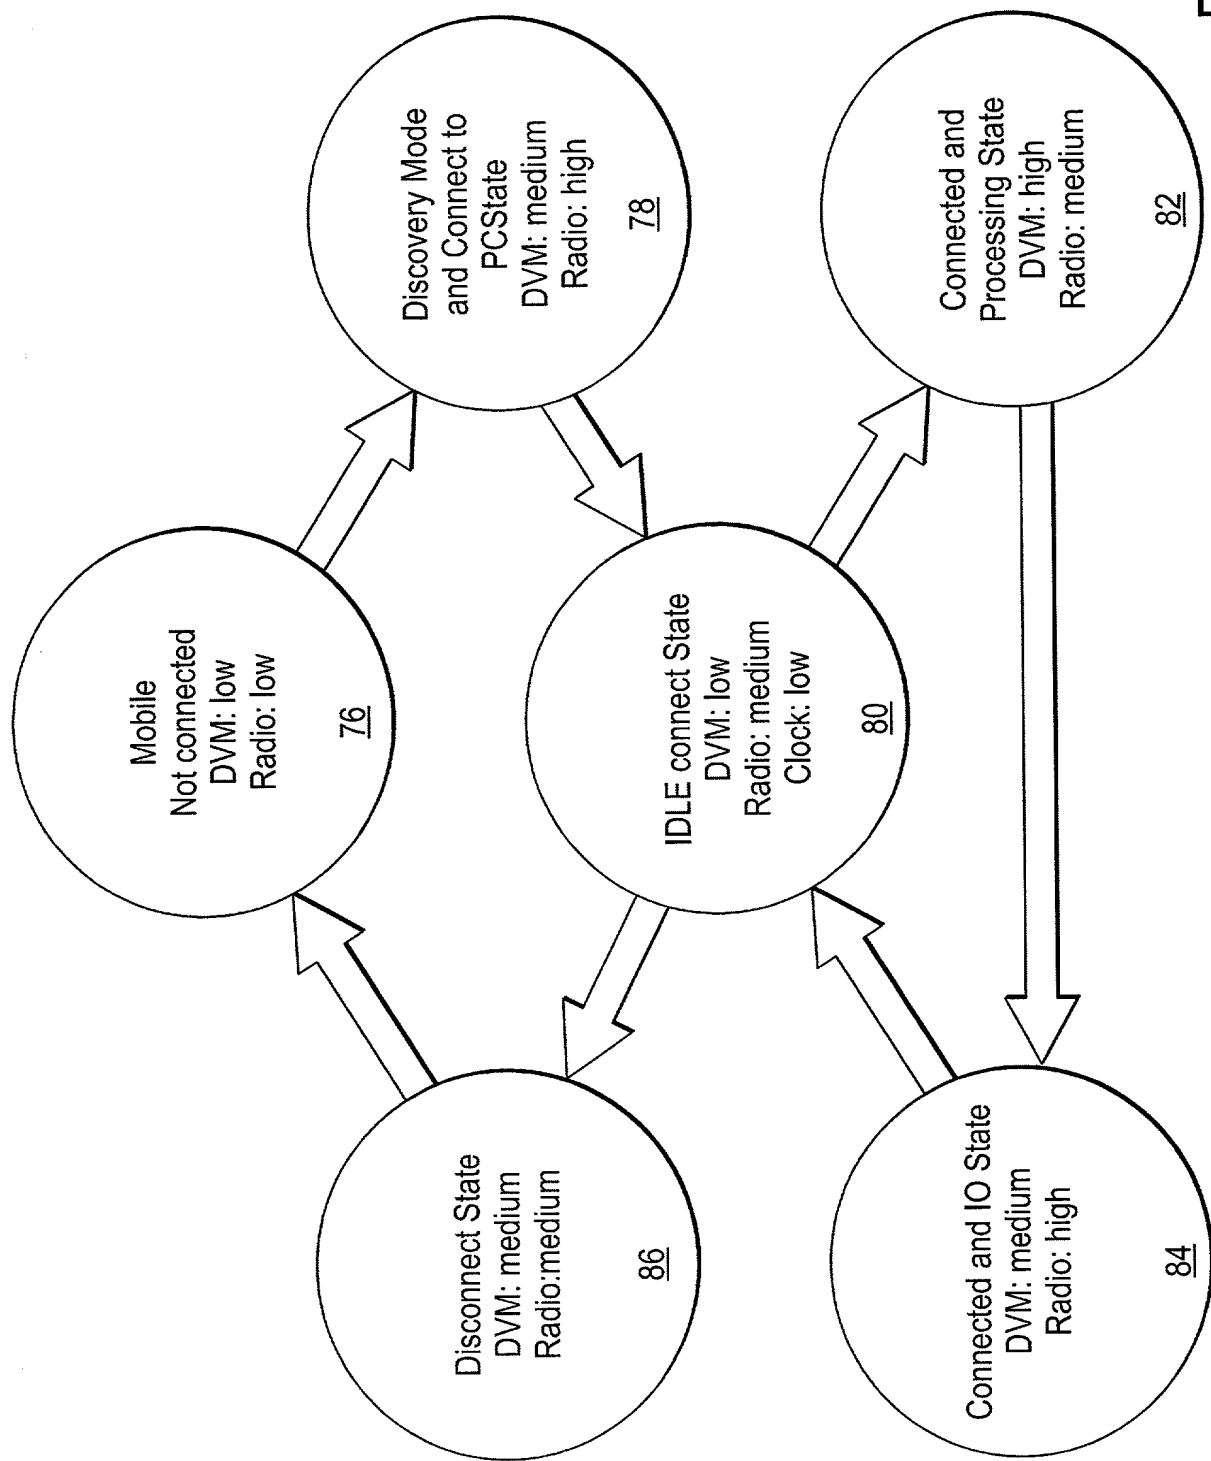 Mobile
Not connected
DVM: low
Radio: low
76
Discovery Mode
and Connect to
PCState
DVM: medium
Radio: high
78
IDLE connect State
DVM: low
Radio: medium
Clock: low
80
Disconnect State
DVM: medium
Radio:medium
86
Connected and
Processing State
DVM: high
Radio: medium
82
Connected and IO State
DVM: medium
Radio: high
84